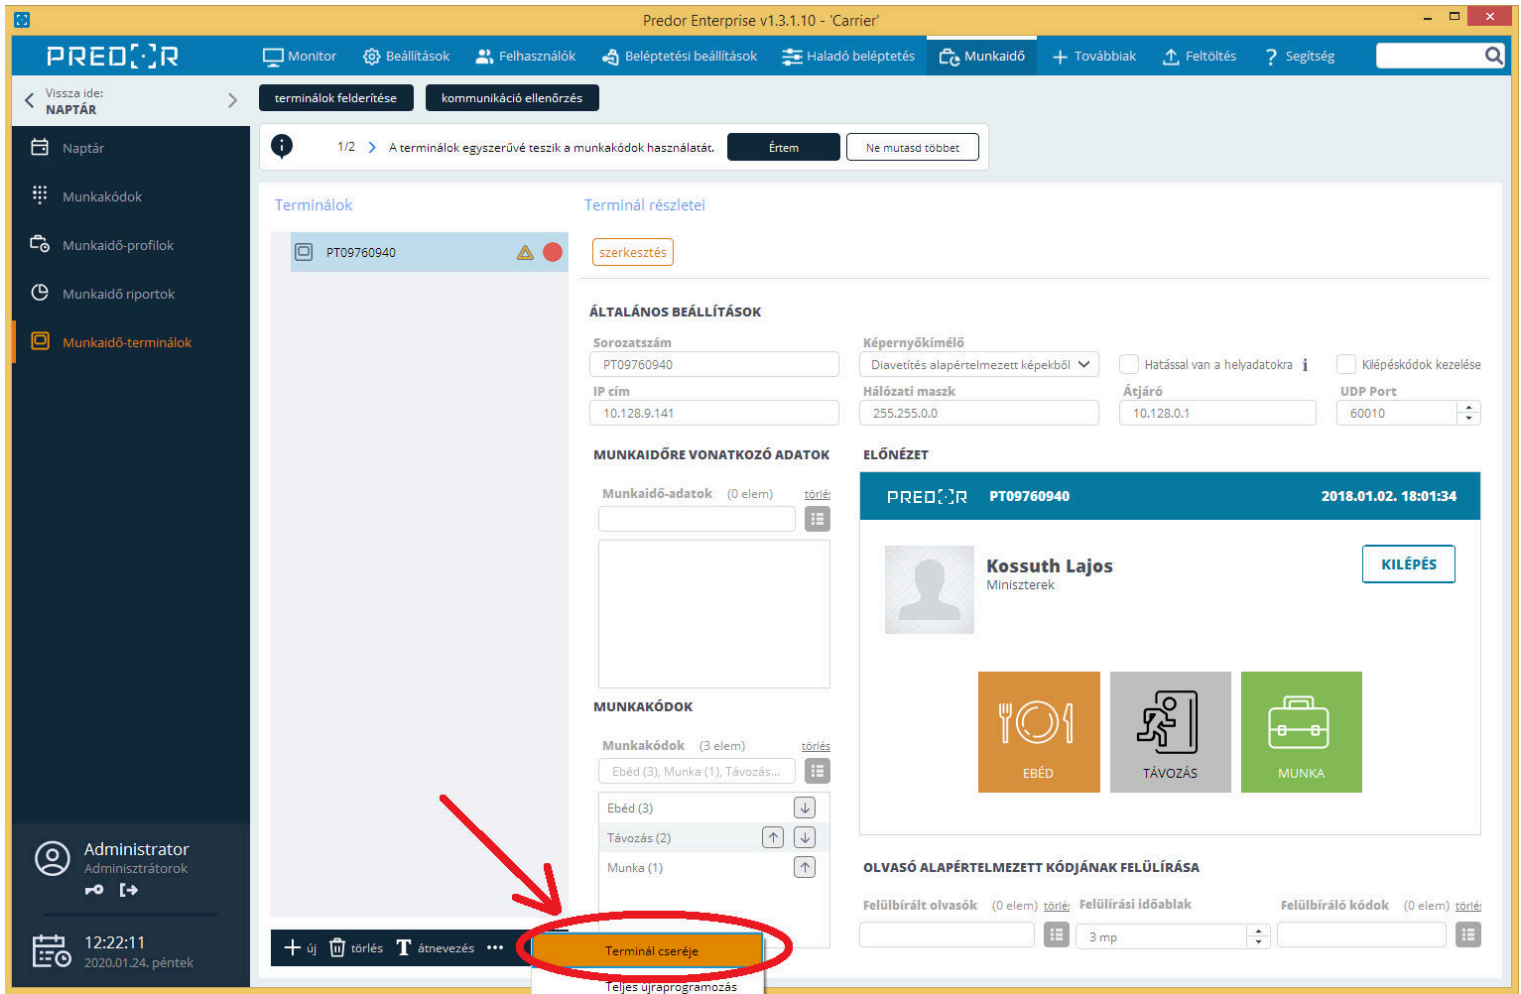 Predor Enterprise v1.3.1.10 - 'Carrier'
PREDOR Monitor Beállítások Felhasználók Beléptetési beállítások Haladó beléptetés Munkaidő Továbbiak Feltöltés ? Segítség
Vissza ide:
NAPTÁR
terminálok felderítése kommunikáció ellenőrzés
1/2 A terminálok egyszerűvé teszik a munkakódok használatát. Értem Ne mutasd többet
Naptár
Munkakódok
Munkaidő-profilok
Munkaidő riportok
Munkaidő-terminálok
Terminálok
PT09760940
Terminál részletei
szerkesztés
ÁLTALÁNOS BEÁLLÍTÁSOK
Sorozatszám Képernyőkímélő
PT09760940 Diavetítés alapértelmezett képekből Hatással van a helyadatokra i Kilépéskódok kezelése
IP cím Hálózati maszk Átjáró UDP Port
10.128.9.141 255.255.0.0 10.128.0.1 60010
MUNKAIDŐRE VONATKOZÓ ADATOK
Munkaidő-adatok (0 elem) törlés
MUNKAKÓDOK
Munkakódok (3 elem) törlés
Ebéd (3), Munka (1), Távozás...
Ebéd (3)
Távozás (2)
Munka (1)
ELŐNÉZET
PREDOR PT09760940 2018.01.02. 18:01:34
Kossuth Lajos
Miniszterek
KILÉPÉS
EBÉD TÁVOZÁS MUNKA
OLVASÓ ALAPÉRTELMEZETT KÓDJÁNAK FELÜLÍRÁSA
Felülbírált olvasók (0 elem) törlés Felülírási időablak Felülbíráló kódok (0 elem) törlés
3 mp
Administrator
Adminisztrátorok
12:22:11
2020.01.24. péntek
új törlés T átnevezés ...
Terminál cseréje
Teljes újraprogramozás